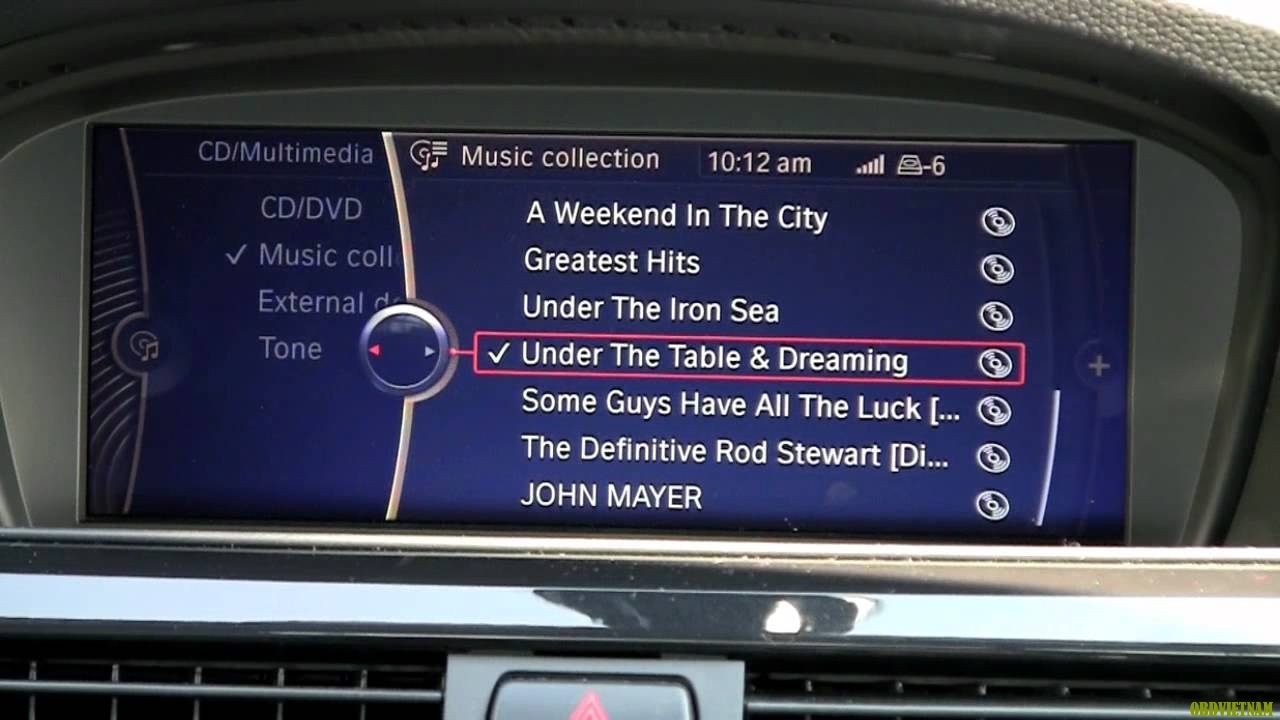 CD/Multimedia
Music collection
10:12 am
-6
CD/DVD
✓ Music coll
External d
Tone
A Weekend In The City
Greatest Hits
Under The Iron Sea
✓ Under The Table & Dreaming
Some Guys Have All The Luck [...
The Definitive Rod Stewart [Di...
JOHN MAYER
OBDVIETNAM